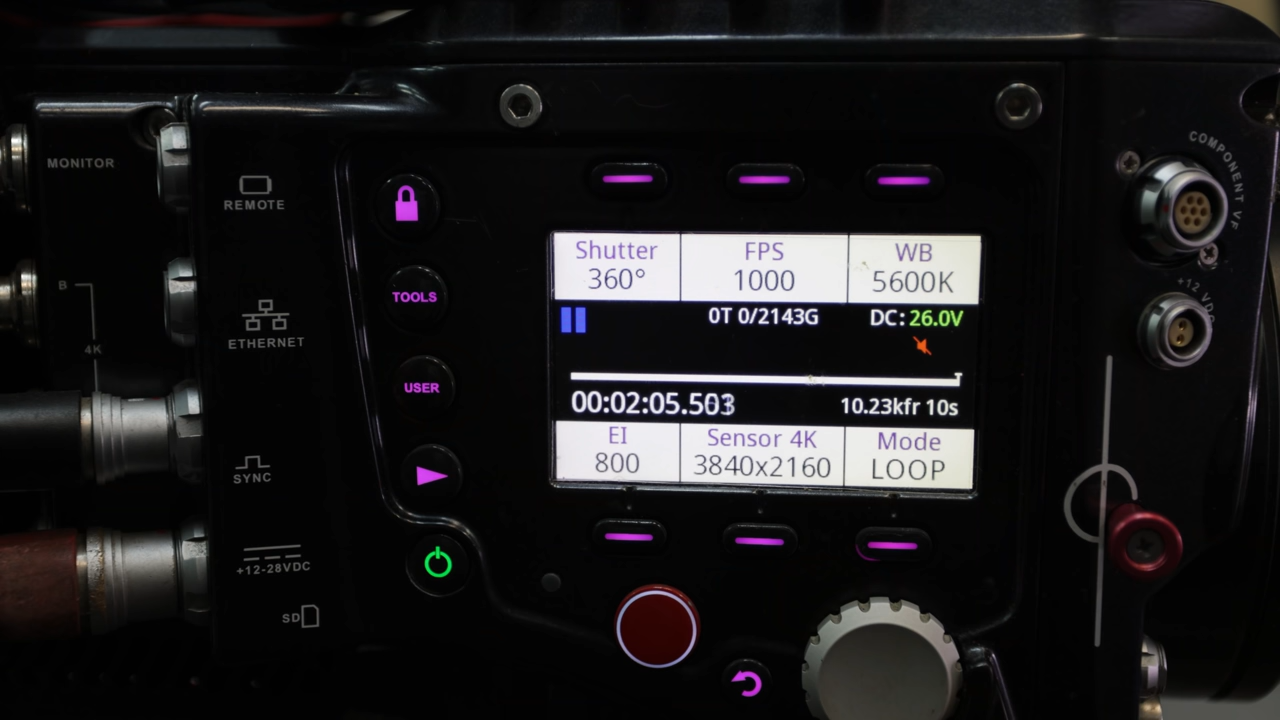 MONITOR
REMOTE
B
4K
ETHERNET
SYNC
+12-28VDC
SD
TOOLS
USER
Shutter
360°
FPS
1000
WB
5600K
0T 0/2143G
DC: 26.0V
00:02:05.503
10.23kfr 10s
EI
800
Sensor 4K
3840x2160
Mode
LOOP
COMPONENT VF
+12 VDC